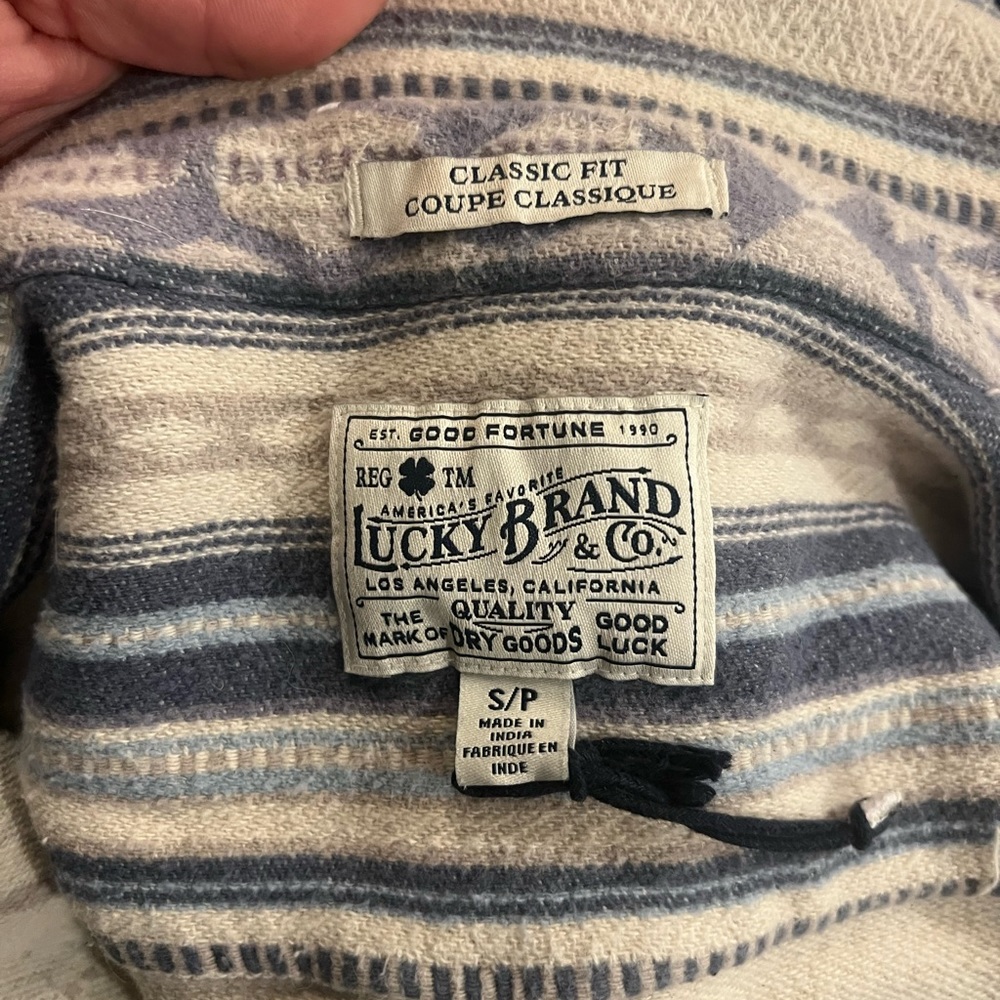 CLASSIC FIT
COUPE CLASSIQUE
EST. GOOD FORTUNE 1990
REG TM
AMERICA'S FAVORITE
LUCKY BRAND
& CO.
LOS ANGELES, CALIFORNIA
THE MARK OF
QUALITY DRY GOODS
GOOD LUCK
S/P
MADE IN
INDIA
FABRIQUE EN
INDE